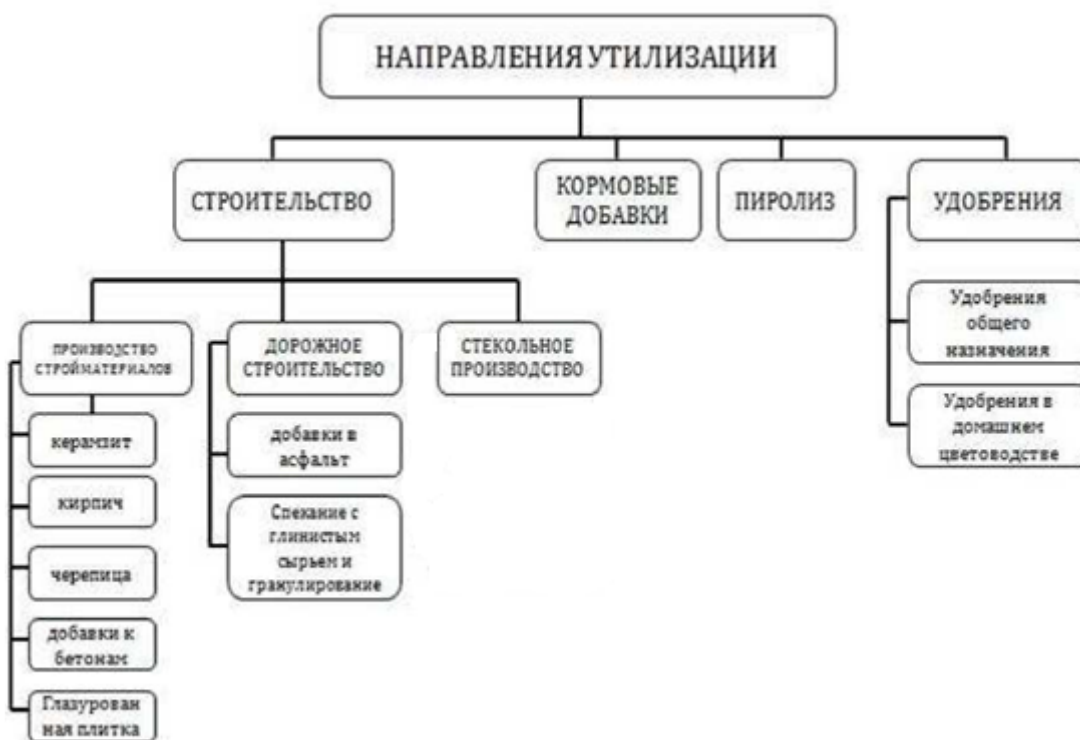 НАПРАВЛЕНИЯ УТИЛИЗАЦИИ
СТРОИТЕЛЬСТВО
КОРМОВЫЕ
ДОБАВКИ
ПИРОЛИЗ
УДОБРЕНИЯ
ПРОИЗВОДСТВО
СТРОЙМАТЕРИАЛОВ
керамзит
кирпич
черепица
добавки к
бетонам
Глазурован
ная плитка
ДОРОЖНОЕ
СТРОИТЕЛЬСТВО
добавки в
асфальт
Спекание с
глинистым
сырьем и
гранулирование
СТЕКОЛЬНОЕ
ПРОИЗВОДСТВО
Удобрения
общего
назначения
Удобрения в
домашнем
цветоводстве